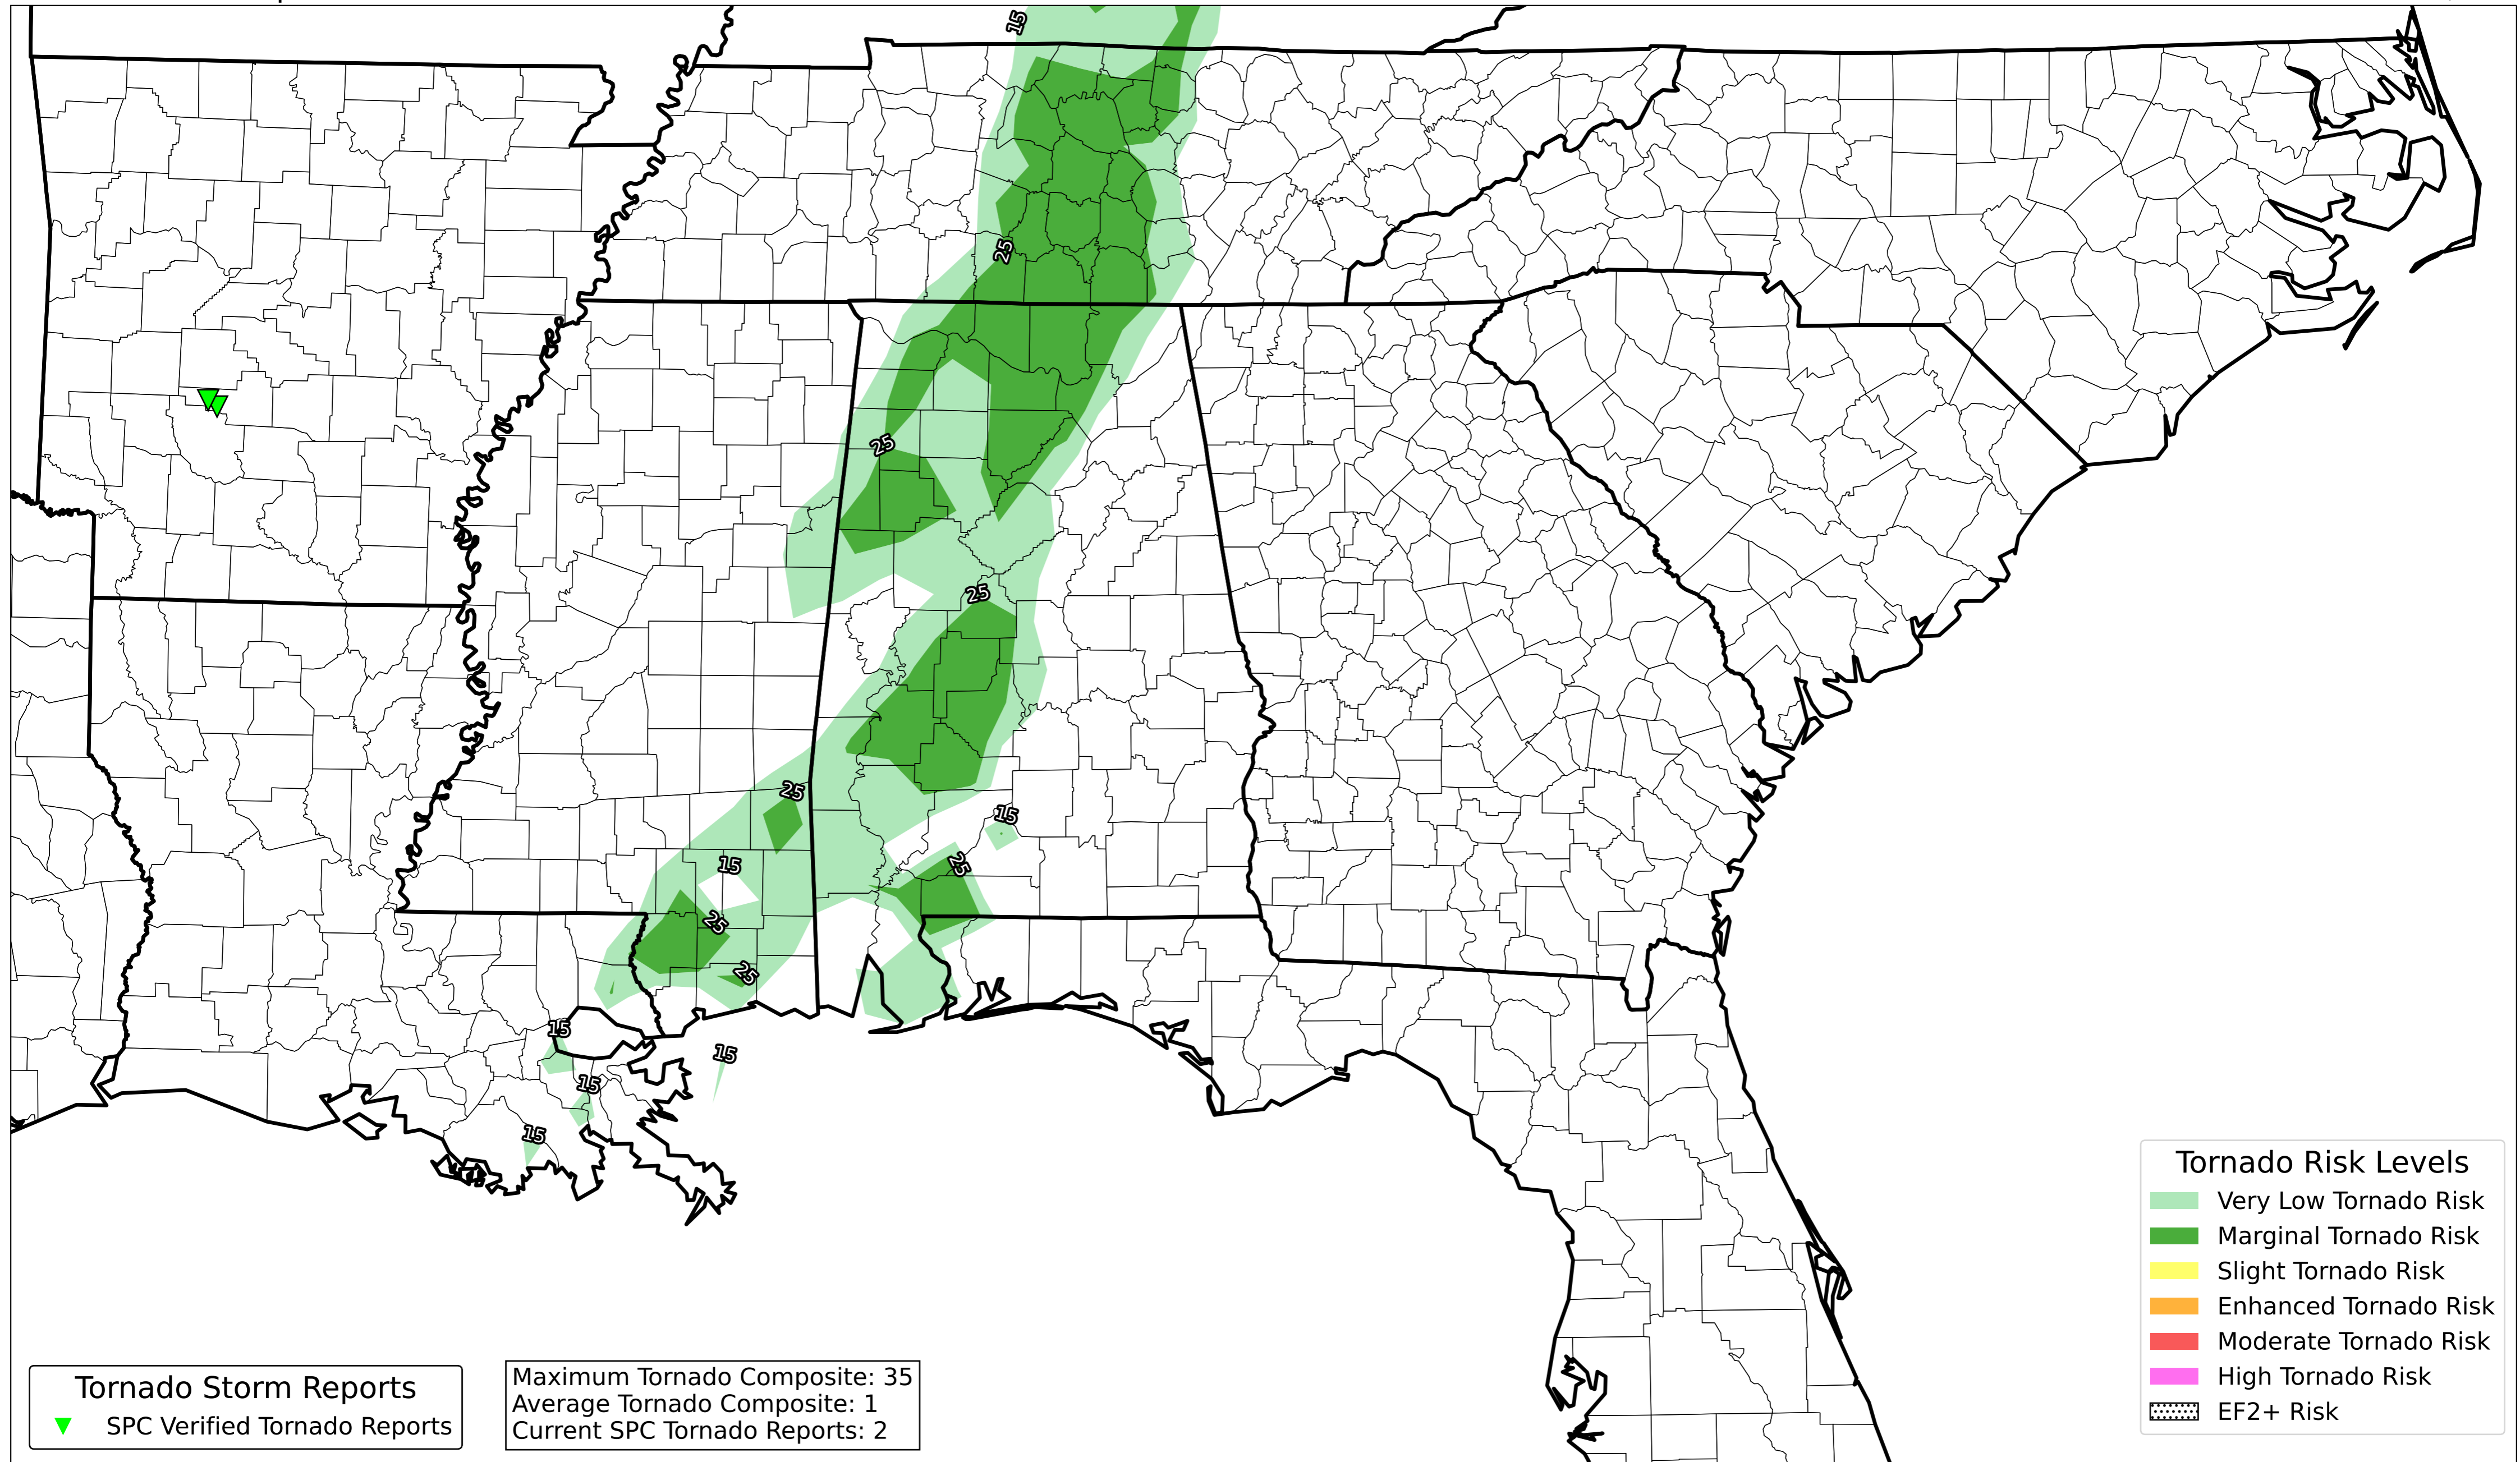 15
25
25
25
25
15
15
25
25
25
15
15
15
15
Tornado Risk Levels
Very Low Tornado Risk
Marginal Tornado Risk
Slight Tornado Risk
Enhanced Tornado Risk
Moderate Tornado Risk
High Tornado Risk
EF2+ Risk
Tornado Storm Reports
SPC Verified Tornado Reports
Maximum Tornado Composite: 35
Average Tornado Composite: 1
Current SPC Tornado Reports: 2